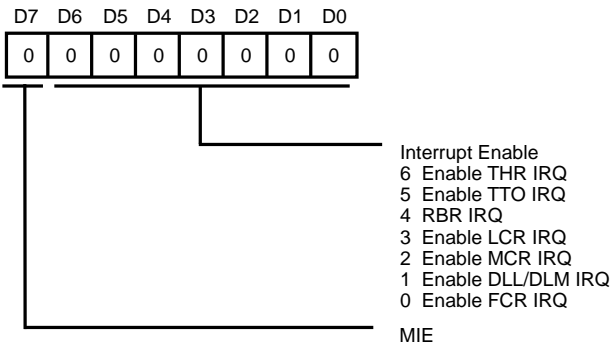 D7 D6 D5 D4 D3 D2 D1 D0
0 0 0 0 0 0 0 0
Interrupt Enable
6 Enable THR IRQ
5 Enable TTO IRQ
4 RBR IRQ
3 Enable LCR IRQ
2 Enable MCR IRQ
1 Enable DLL/DLM IRQ
0 Enable FCR IRQ
MIE